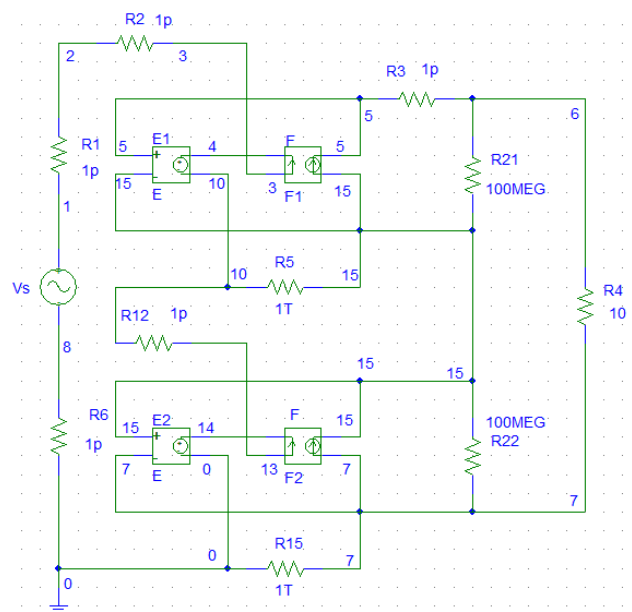 R2 1p
2 3
R3 1p
5 6
R1
1p
5 E1 4 F 5
+
15 - 10 3 15
E F1
R21
100MEG
1
Vs
10 R5 15
1T
R4
10
R12 1p
8
15 15
R6
1p
15 E2 14 F 15
+
7 - 0 13 7
E F2
100MEG
R22
7
0 R15 7
1T
0